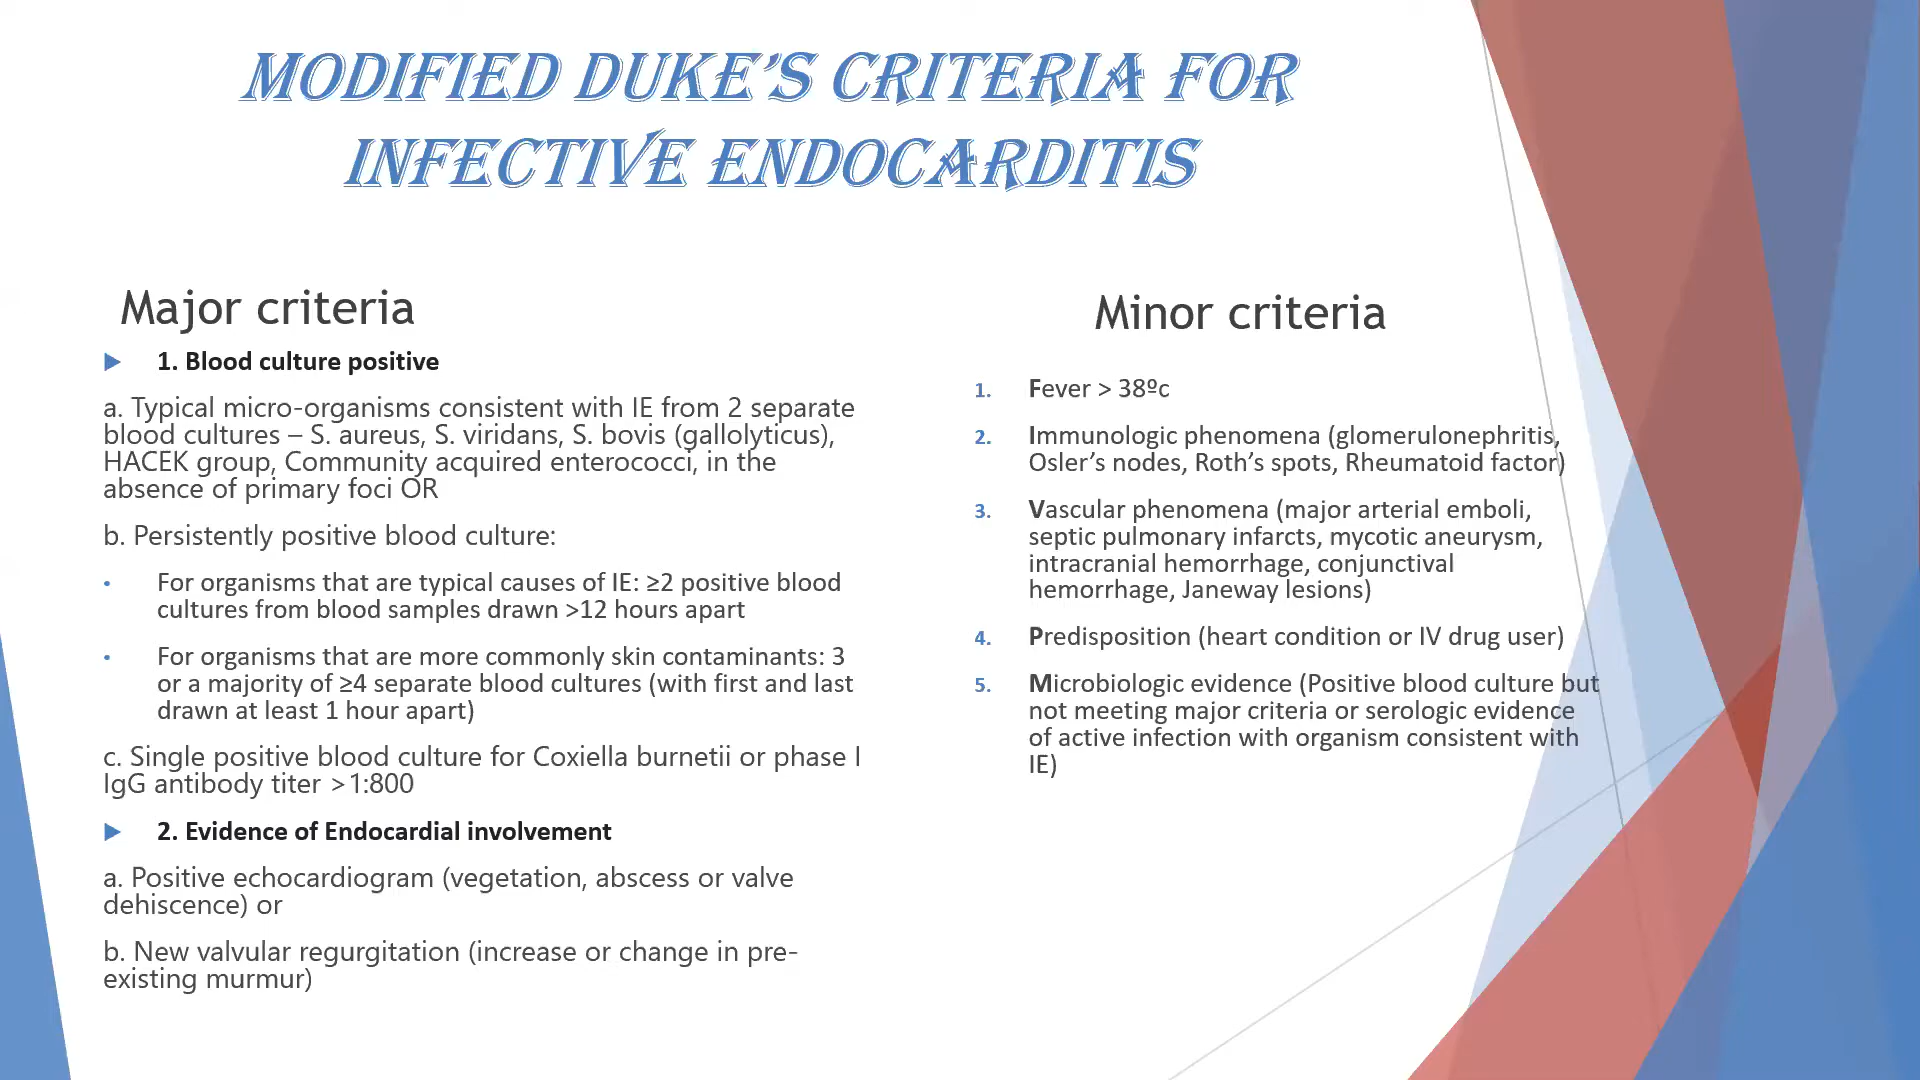 MODIFIED DUKE'S CRITERIA FOR
INFECTIVE ENDOCARDITIS
Major criteria
1. Blood culture positive
a. Typical micro-organisms consistent with IE from 2 separate
blood cultures – S. aureus, S. viridans, S. bovis (gallolyticus),
HACEK group, Community acquired enterococci, in the
absence of primary foci OR
b. Persistently positive blood culture:
• For organisms that are typical causes of IE: ≥2 positive blood
cultures from blood samples drawn >12 hours apart
• For organisms that are more commonly skin contaminants: 3
or a majority of ≥4 separate blood cultures (with first and last
drawn at least 1 hour apart)
c. Single positive blood culture for Coxiella burnetii or phase I
IgG antibody titer >1:800
2. Evidence of Endocardial involvement
a. Positive echocardiogram (vegetation, abscess or valve
dehiscence) or
b. New valvular regurgitation (increase or change in pre-
existing murmur)
Minor criteria
1. Fever > 38ºc
2. Immunologic phenomena (glomerulonephritis,
Osler's nodes, Roth's spots, Rheumatoid factor)
3. Vascular phenomena (major arterial emboli,
septic pulmonary infarcts, mycotic aneurysm,
intracranial hemorrhage, conjunctival
hemorrhage, Janeway lesions)
4. Predisposition (heart condition or IV drug user)
5. Microbiologic evidence (Positive blood culture but
not meeting major criteria or serologic evidence
of active infection with organism consistent with
IE)